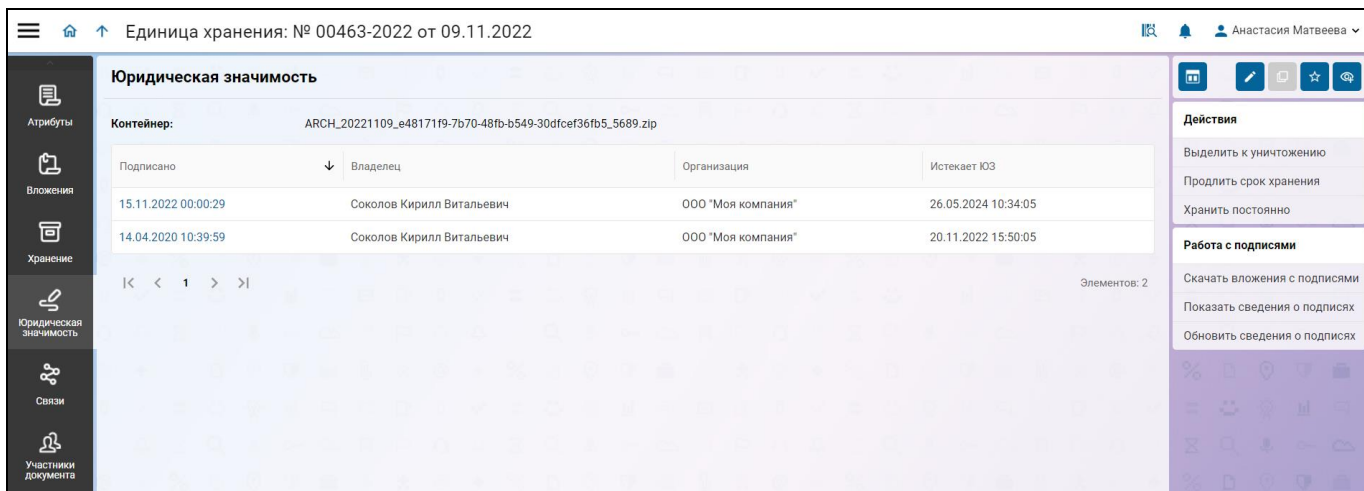 Единица хранения: № 00463-2022 от 09.11.2022
Анастасия Матвеева
Атрибуты
Вложения
Хранение
Юридическая
значимость
Связи
Участники
документа
Юридическая значимость
Контейнер: ARCH_20221109_e48171f9-7b70-48fb-b549-30dfcef36fb5_5689.zip
Подписано Владелец Организация Истекает ЮЗ
15.11.2022 00:00:29 Соколов Кирилл Витальевич ООО "Моя компания" 26.05.2024 10:34:05
14.04.2020 10:39:59 Соколов Кирилл Витальевич ООО "Моя компания" 20.11.2022 15:50:05
1 Элементов: 2
Действия
Выделить к уничтожению
Продлить срок хранения
Хранить постоянно
Работа с подписями
Скачать вложения с подписями
Показать сведения о подписях
Обновить сведения о подписях